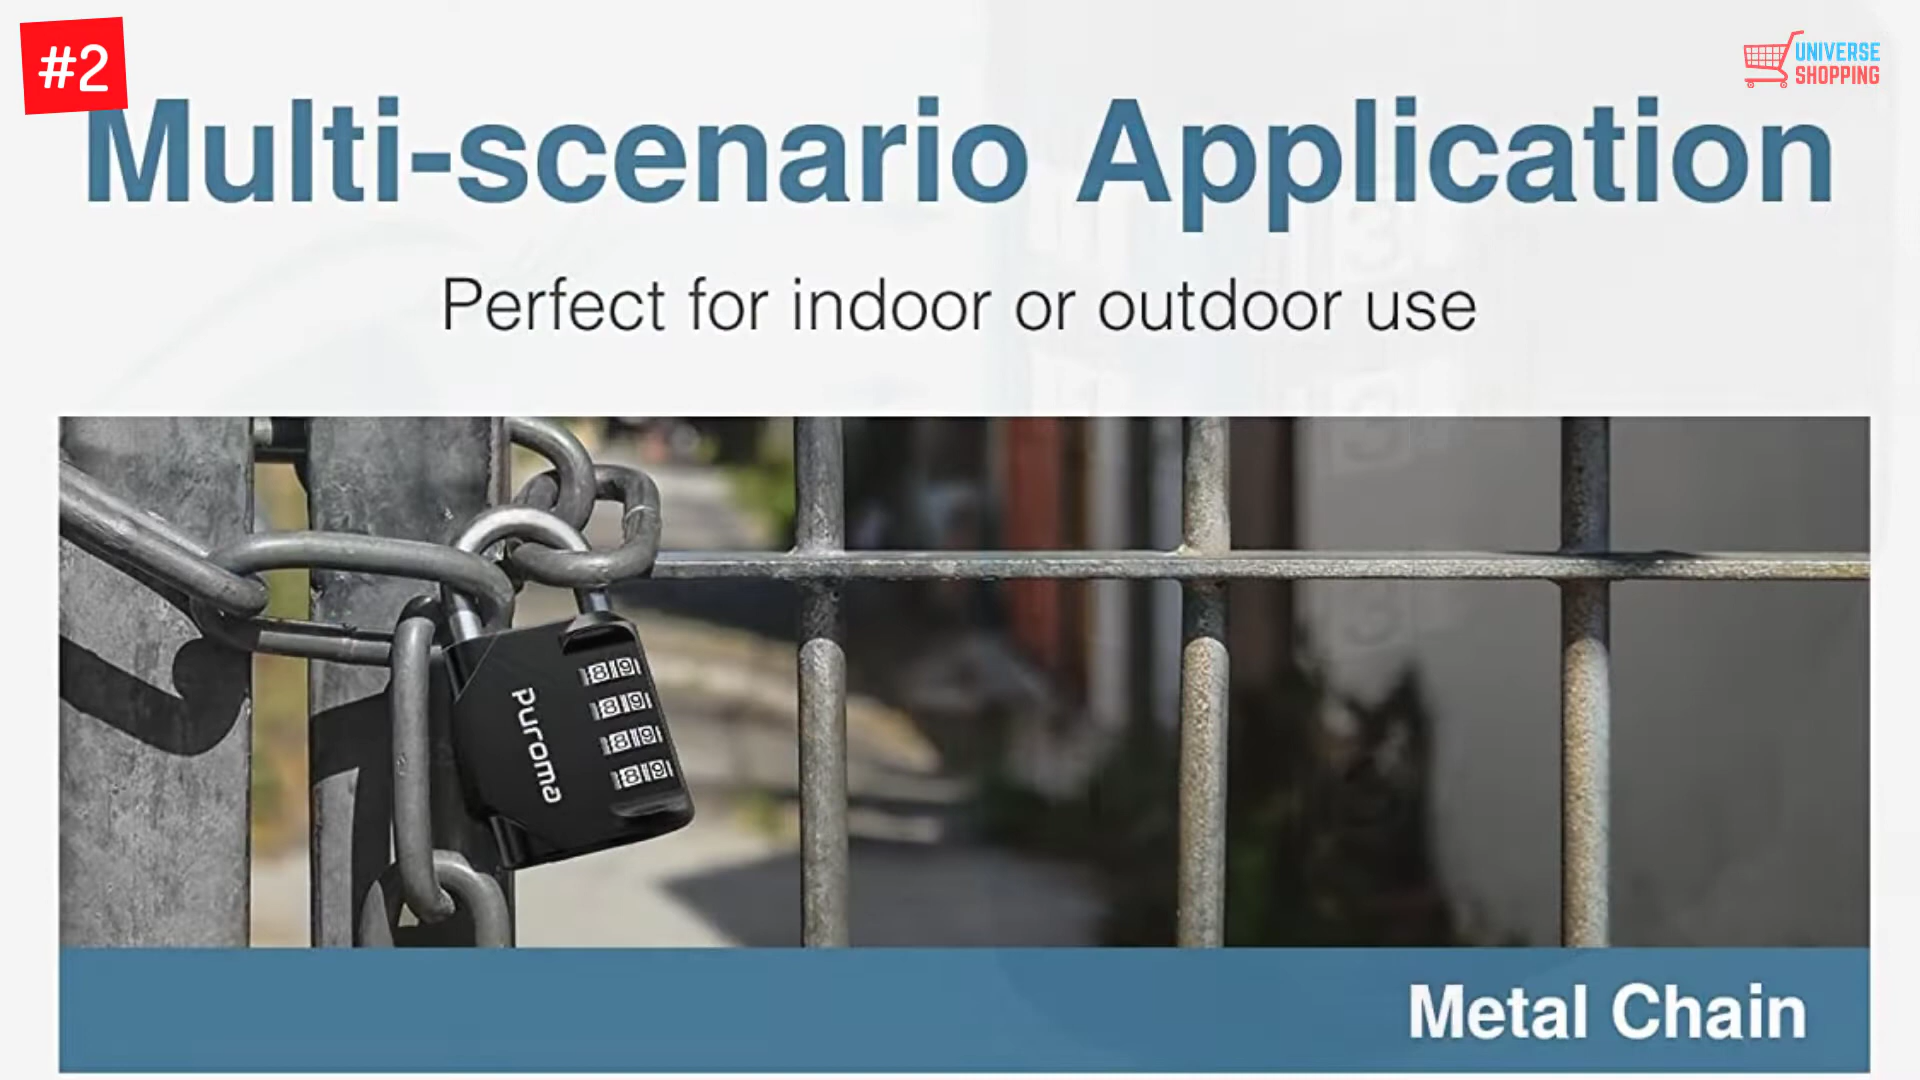 #2
UNIVERSE
SHOPPING
Multi-scenario Application
Perfect for indoor or outdoor use
puroma
89
89
89
89
Metal Chain